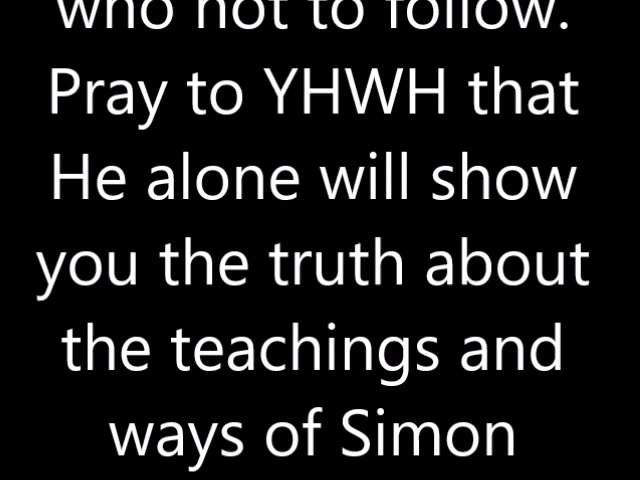 who not to follow.
Pray to YHWH that
He alone will show
you the truth about
the teachings and
ways of Simon